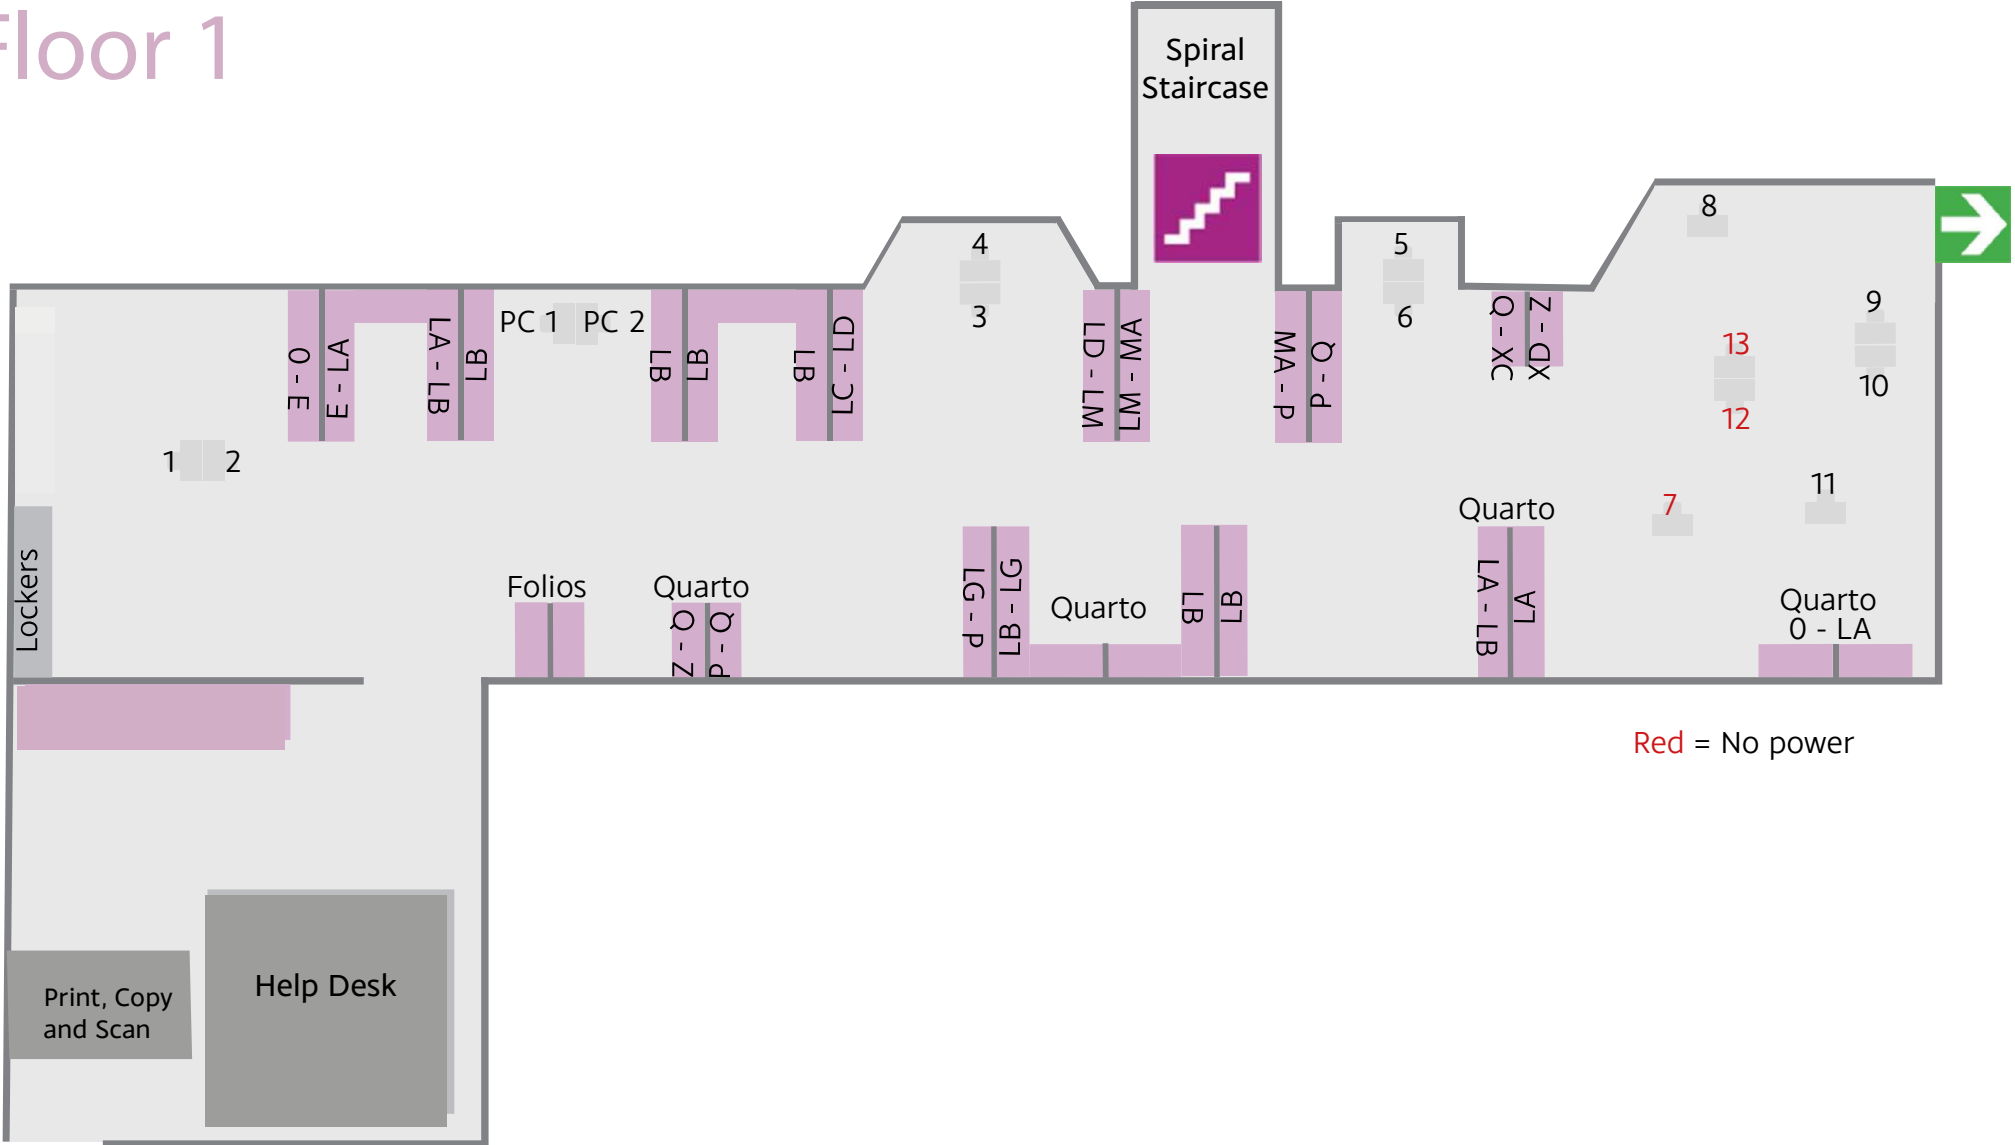 Floor 1
Spiral
Staircase
4
3
5
6
8
9
10
13
12
7
11
0 - E
E - LA
LA - LB
LB
PC 1
PC 2
LB
LB
LB
LC - LD
LD - LM
LM - MA
MA - P
P - Q
Q - XC
Z - DX
1
2
Lockers
Folios
Quarto
Q - Z
P - Q
LG - P
LB - LG
Quarto
LB
LB
Quarto
LA - LB
LA
Quarto
0 - LA
Red = No power
Print, Copy
and Scan
Help Desk